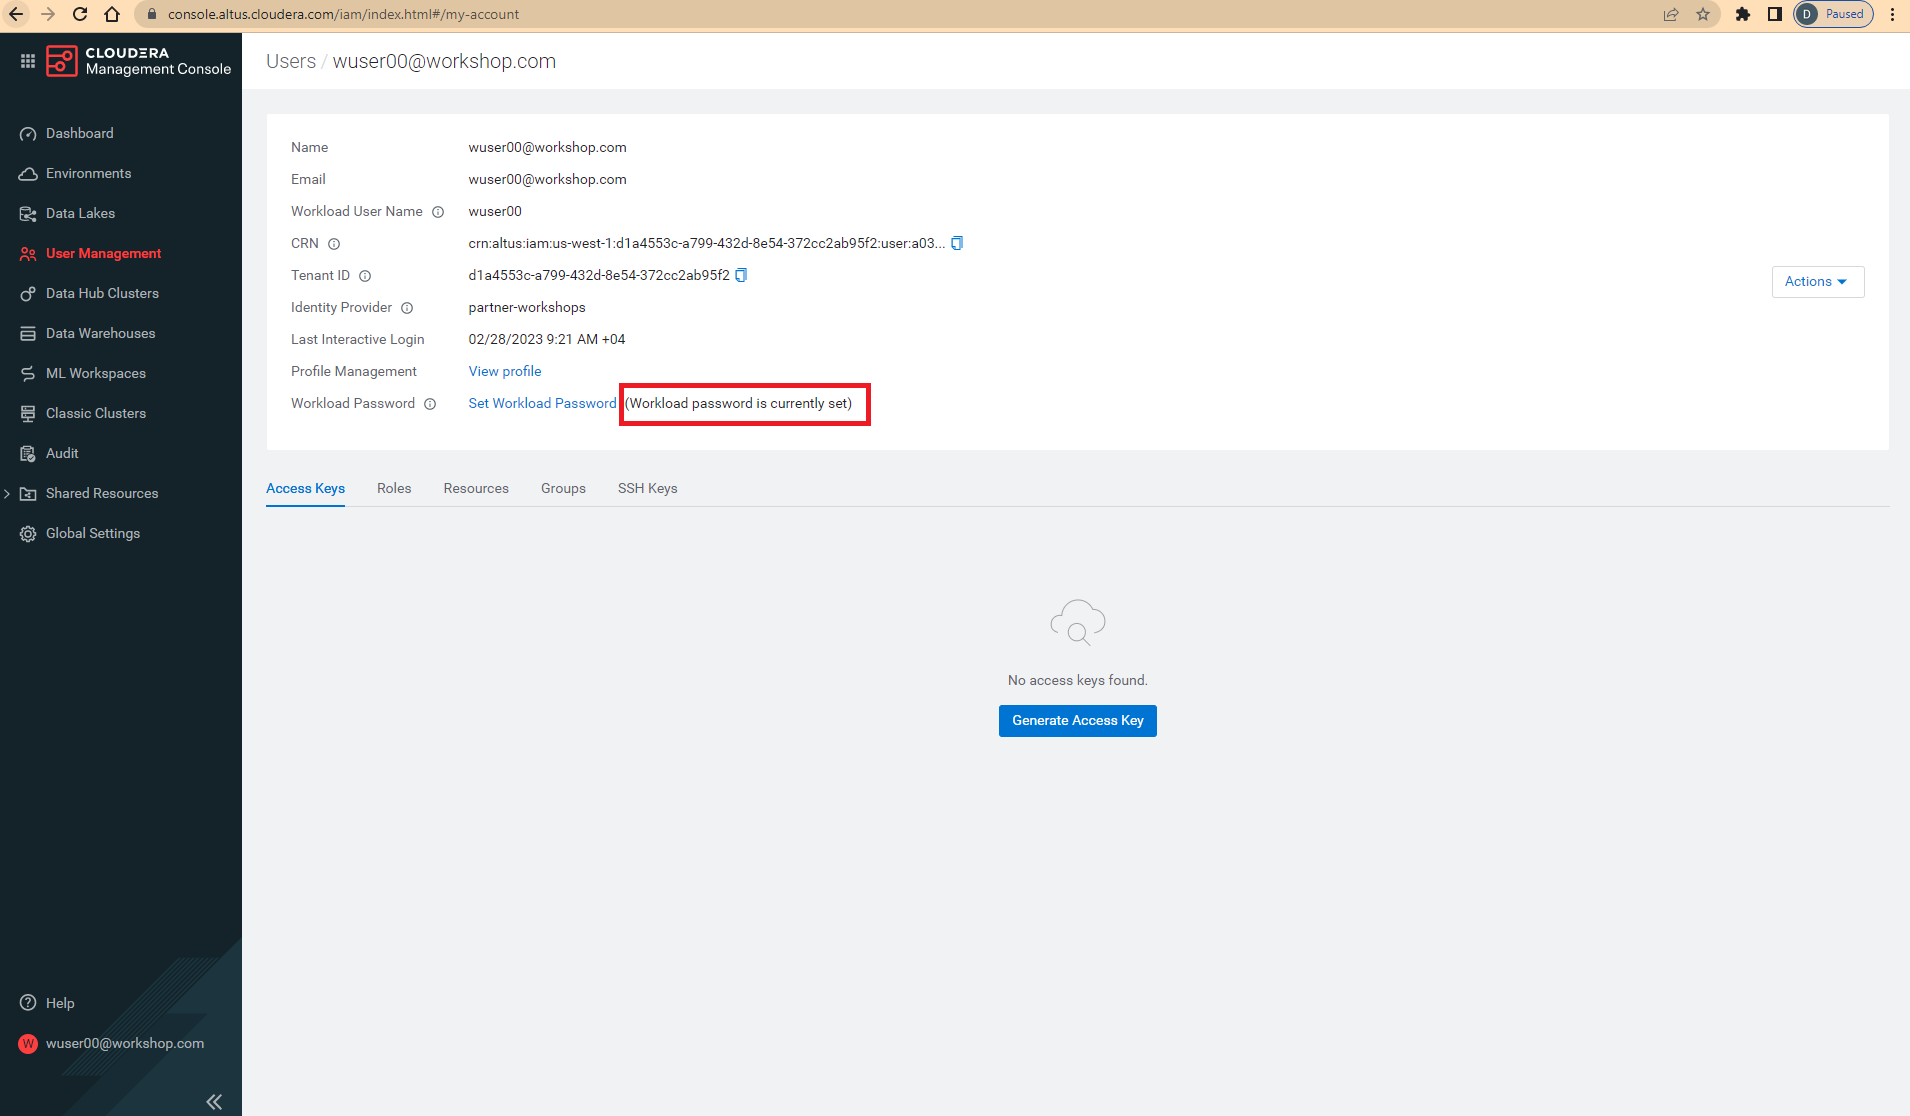 console.altus.cloudera.com/iam/index.html#/my-account
D Paused
CLOUDERA
Management Console
Users / wuser00@workshop.com
Dashboard
Environments
Data Lakes
User Management
Data Hub Clusters
Data Warehouses
ML Workspaces
Classic Clusters
Audit
Shared Resources
Global Settings
Help
W wuser00@workshop.com
Name wuser00@workshop.com
Email wuser00@workshop.com
Workload User Name wuser00
CRN crn:altus:iam:us-west-1:d1a4553c-a799-432d-8e54-372cc2ab95f2:user:a03...
Tenant ID d1a4553c-a799-432d-8e54-372cc2ab95f2
Identity Provider partner-workshops
Last Interactive Login 02/28/2023 9:21 AM +04
Profile Management View profile
Workload Password Set Workload Password (Workload password is currently set)
Actions
Access Keys Roles Resources Groups SSH Keys
No access keys found.
Generate Access Key